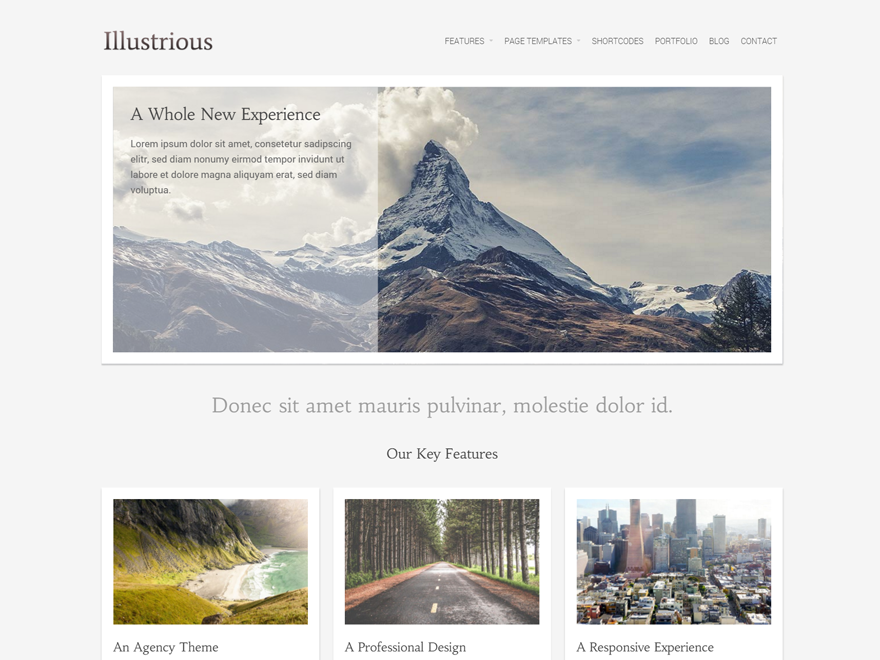 Illustrious
FEATURES PAGE TEMPLATES SHORTCODES PORTFOLIO BLOG CONTACT
A Whole New Experience
Lorem ipsum dolor sit amet, consetetur sadipscing
elitr, sed diam nonumy eirmod tempor invidunt ut
labore et dolore magna aliquyam erat, sed diam
voluptua.
Donec sit amet mauris pulvinar, molestie dolor id.
Our Key Features
An Agency Theme
A Professional Design
A Responsive Experience